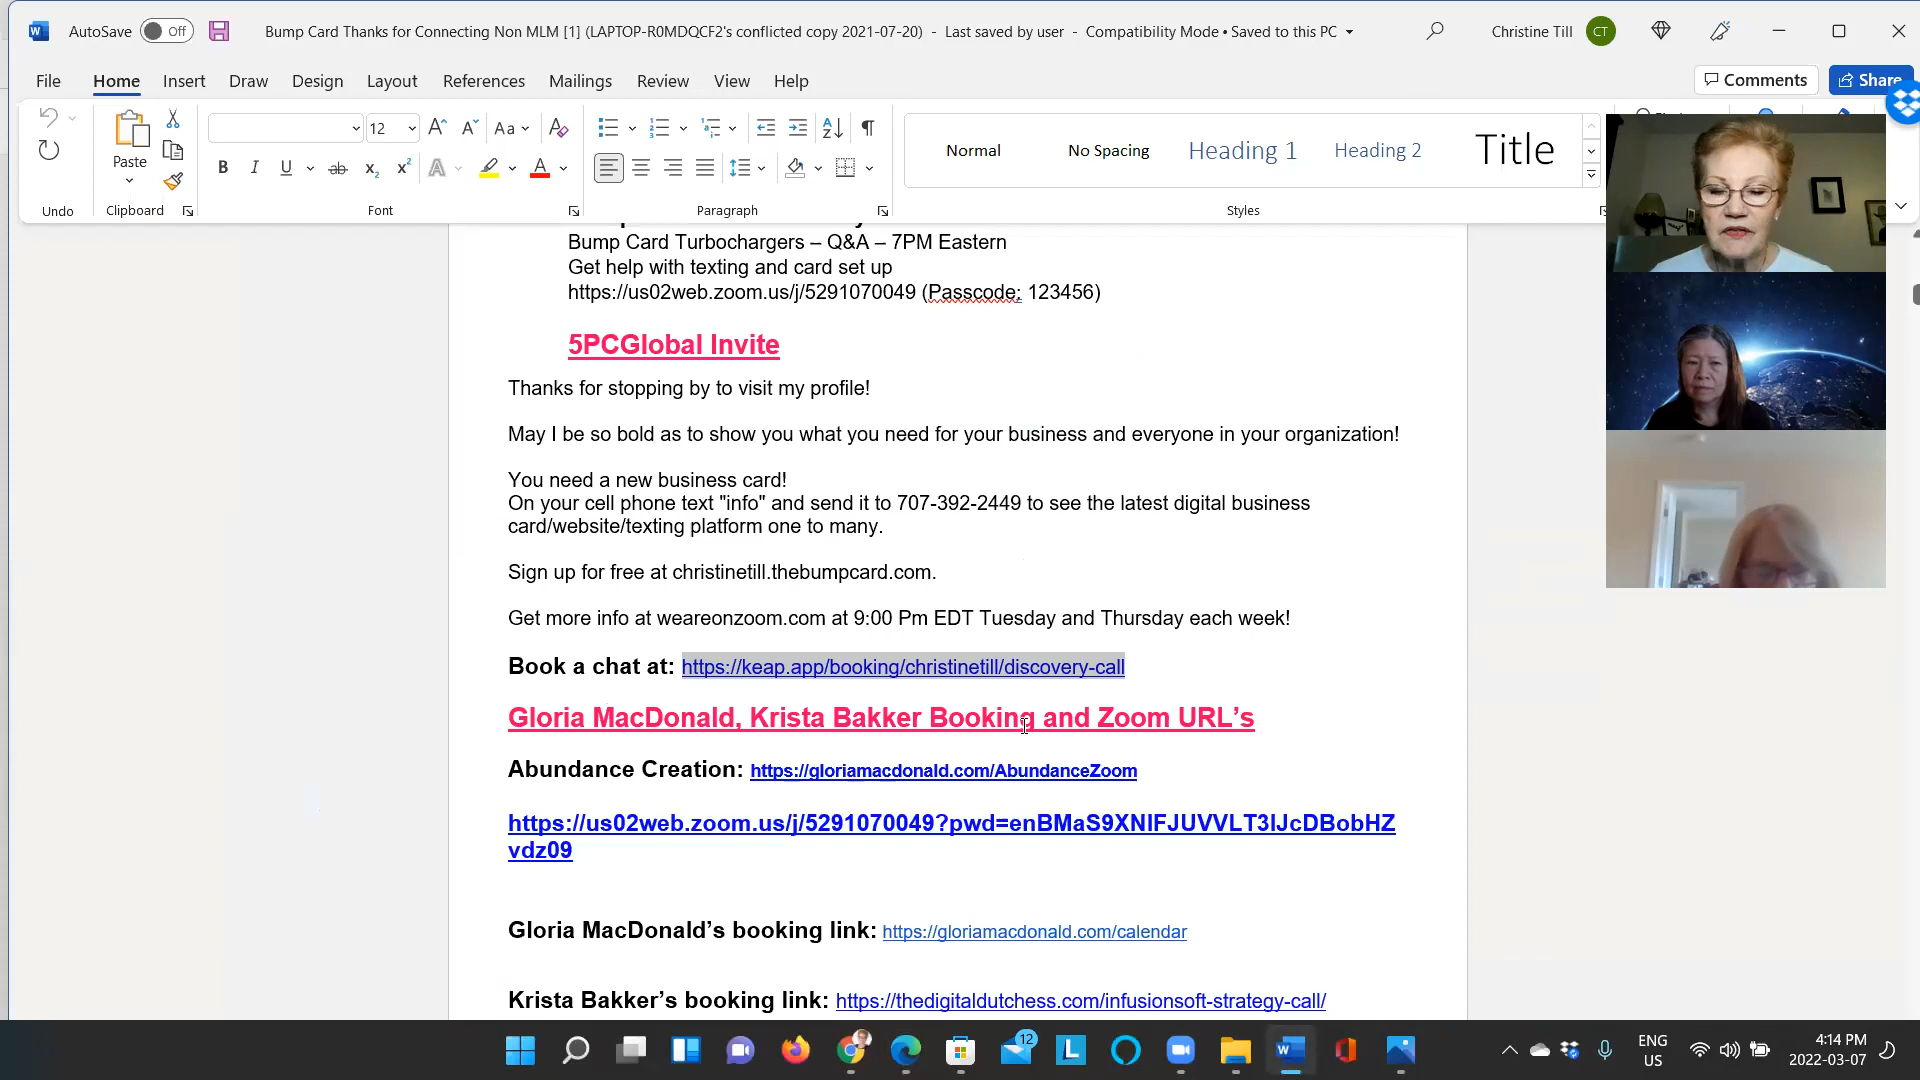 AutoSave Off Bump Card Thanks for Connecting Non MLM [1] (LAPTOP-R0MDQCF2's conflicted copy 2021-07-20) - Last saved by user - Compatibility Mode • Saved to this PC Christine Till CT
File Home Insert Draw Design Layout References Mailings Review View Help Comments Share
Paste
12 Aa
B I U ab x₂ x² A A
Normal No Spacing Heading 1 Heading 2 Title
Undo Clipboard Font Paragraph Styles
Bump Card Turbochargers – Q&A – 7PM Eastern
Get help with texting and card set up
https://us02web.zoom.us/j/5291070049 (Passcode: 123456)
5PCGlobal Invite
Thanks for stopping by to visit my profile!
May I be so bold as to show you what you need for your business and everyone in your organization!
You need a new business card!
On your cell phone text "info" and send it to 707-392-2449 to see the latest digital business
card/website/texting platform one to many.
Sign up for free at christinetill.thebumpcard.com.
Get more info at weareonzoom.com at 9:00 Pm EDT Tuesday and Thursday each week!
Book a chat at: https://keap.app/booking/christinetill/discovery-call
Gloria MacDonald, Krista Bakker Booking and Zoom URL’s
Abundance Creation: https://gloriamacdonald.com/AbundanceZoom
https://us02web.zoom.us/j/5291070049?pwd=enBMaS9XNlFJUVVLT3lJcDBobHZ
vdz09
Gloria MacDonald’s booking link: https://gloriamacdonald.com/calendar
Krista Bakker’s booking link: https://thedigitaldutchess.com/infusionsoft-strategy-call/
12
ENG
US
4:14 PM
2022-03-07